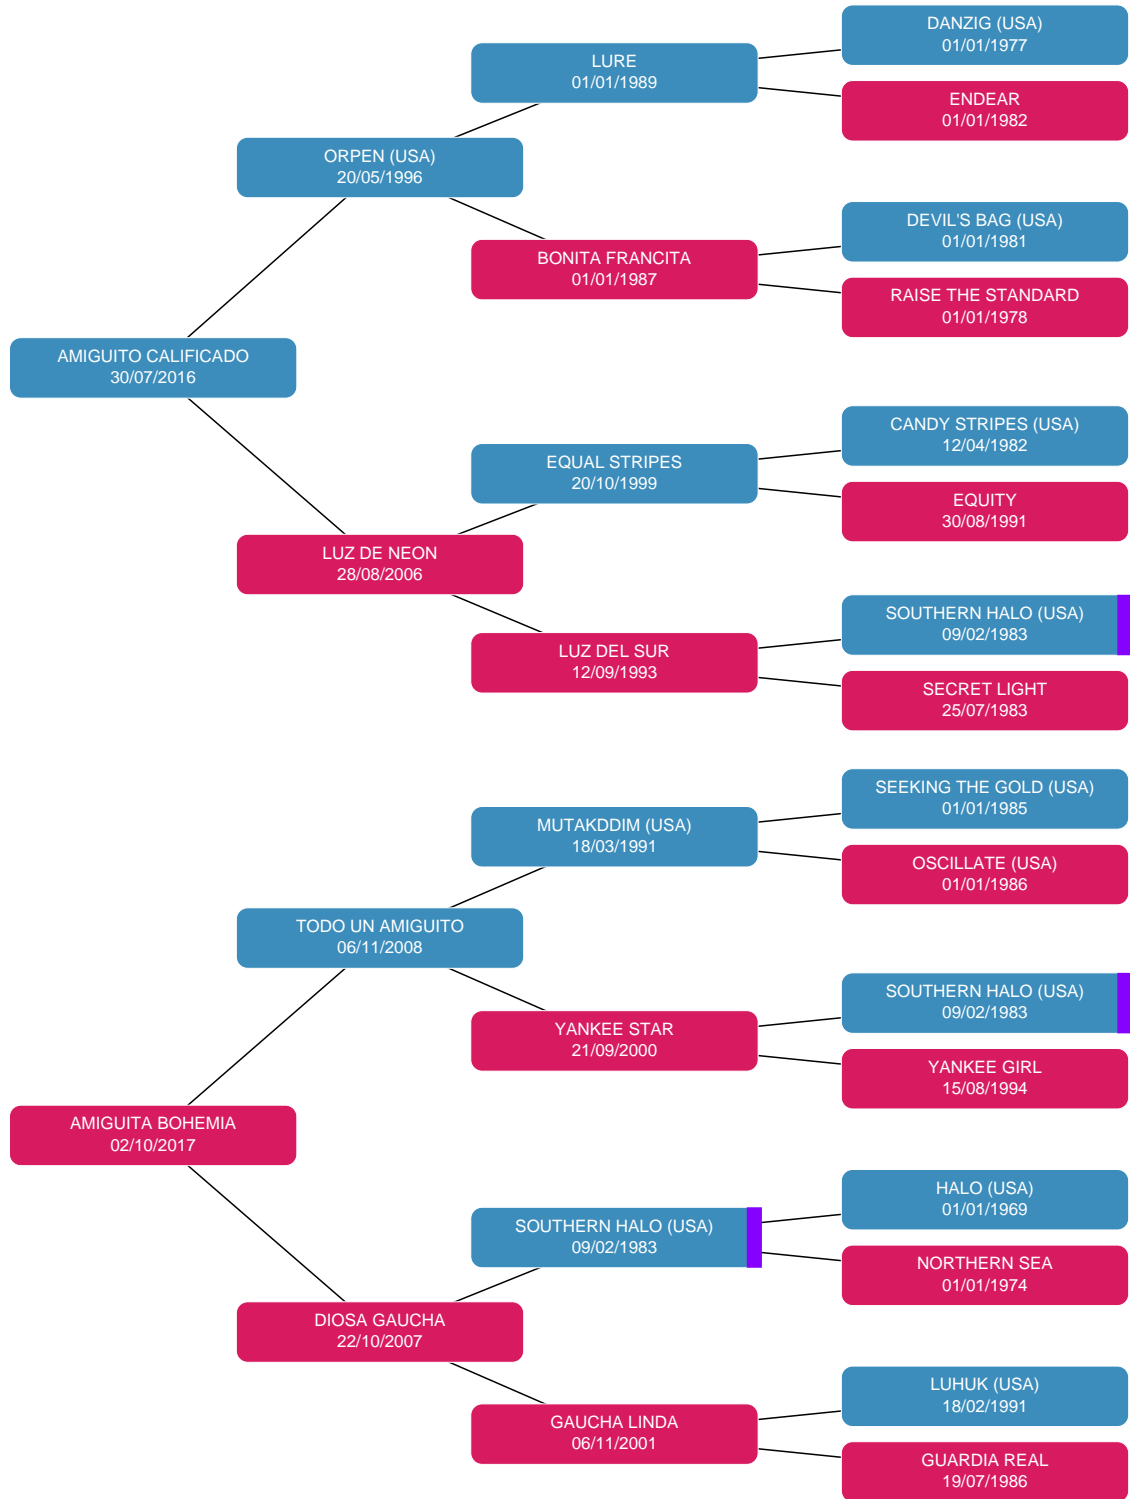 DANZIG (USA)
01/01/1977
LURE
01/01/1989
ENDEAR
01/01/1982
ORPEN (USA)
20/05/1996
DEVIL'S BAG (USA)
01/01/1981
BONITA FRANCITA
01/01/1987
RAISE THE STANDARD
01/01/1978
AMIGUITO CALIFICADO
30/07/2016
CANDY STRIPES (USA)
12/04/1982
EQUAL STRIPES
20/10/1999
EQUITY
30/08/1991
LUZ DE NEON
28/08/2006
SOUTHERN HALO (USA)
09/02/1983
LUZ DEL SUR
12/09/1993
SECRET LIGHT
25/07/1983
SEEKING THE GOLD (USA)
01/01/1985
MUTAKDDIM (USA)
18/03/1991
OSCILLATE (USA)
01/01/1986
TODO UN AMIGUITO
06/11/2008
SOUTHERN HALO (USA)
09/02/1983
YANKEE STAR
21/09/2000
YANKEE GIRL
15/08/1994
AMIGUITA BOHEMIA
02/10/2017
HALO (USA)
01/01/1969
SOUTHERN HALO (USA)
09/02/1983
NORTHERN SEA
01/01/1974
DIOSA GAUCHA
22/10/2007
LUHUK (USA)
18/02/1991
GAUCHA LINDA
06/11/2001
GUARDIA REAL
19/07/1986